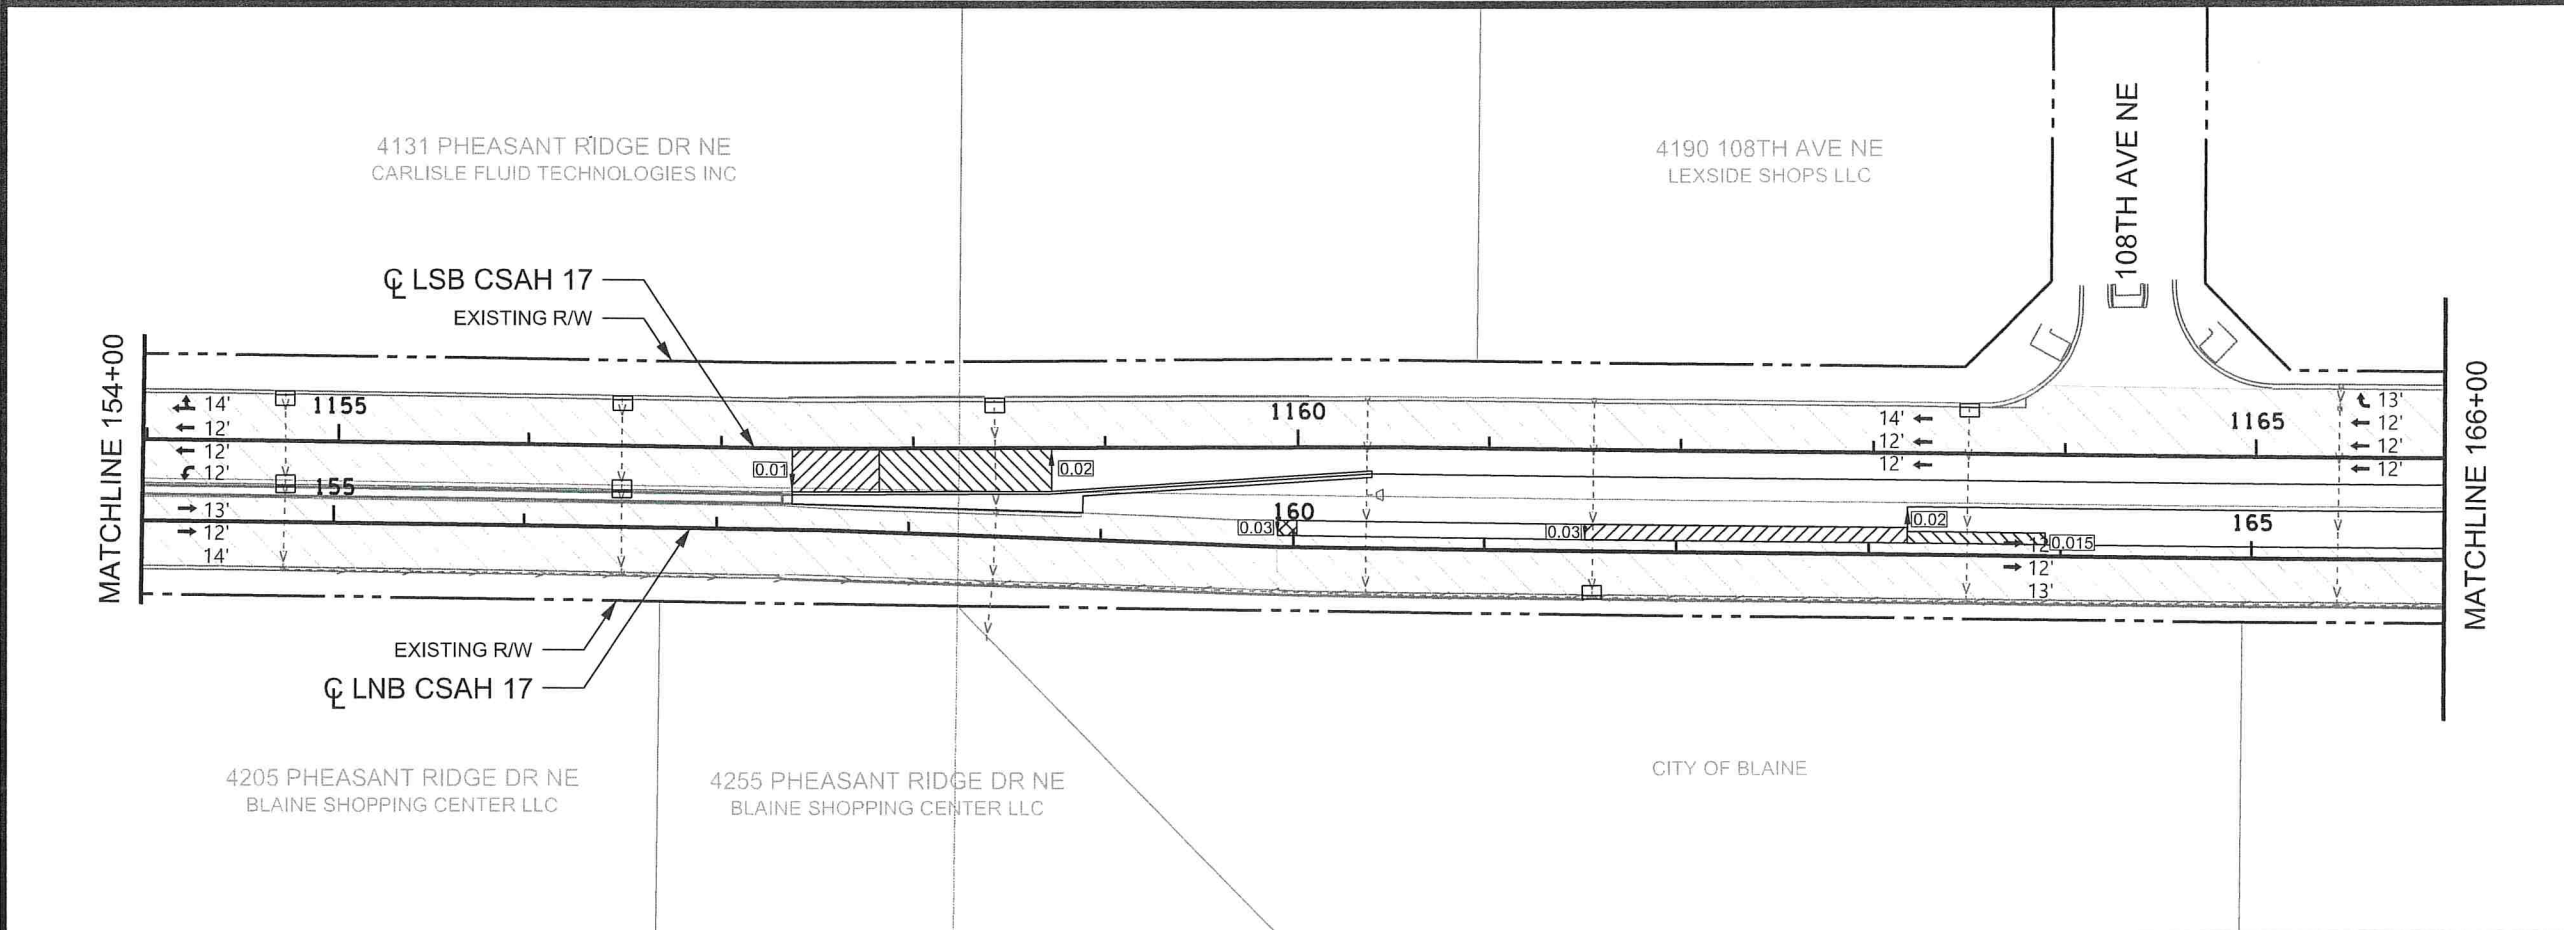 4131 PHEASANT RIDGE DR NE
CARLISLE FLUID TECHNOLOGIES INC
4190 108TH AVE NE
LEXSIDE SHOPS LLC
108TH AVE NE
℄ LSB CSAH 17
EXISTING R/W
MATCHLINE 154+00
MATCHLINE 166+00
14'
12'
12'
12'
1155
1160
14'
12'
12'
1165
13'
12'
12'
12'
0.01
0.02
155
13'
12'
14'
160
0.03
0.03
0.02
165
12'
0.015
12'
13'
EXISTING R/W
℄ LNB CSAH 17
4205 PHEASANT RIDGE DR NE
BLAINE SHOPPING CENTER LLC
4255 PHEASANT RIDGE DR NE
BLAINE SHOPPING CENTER LLC
CITY OF BLAINE